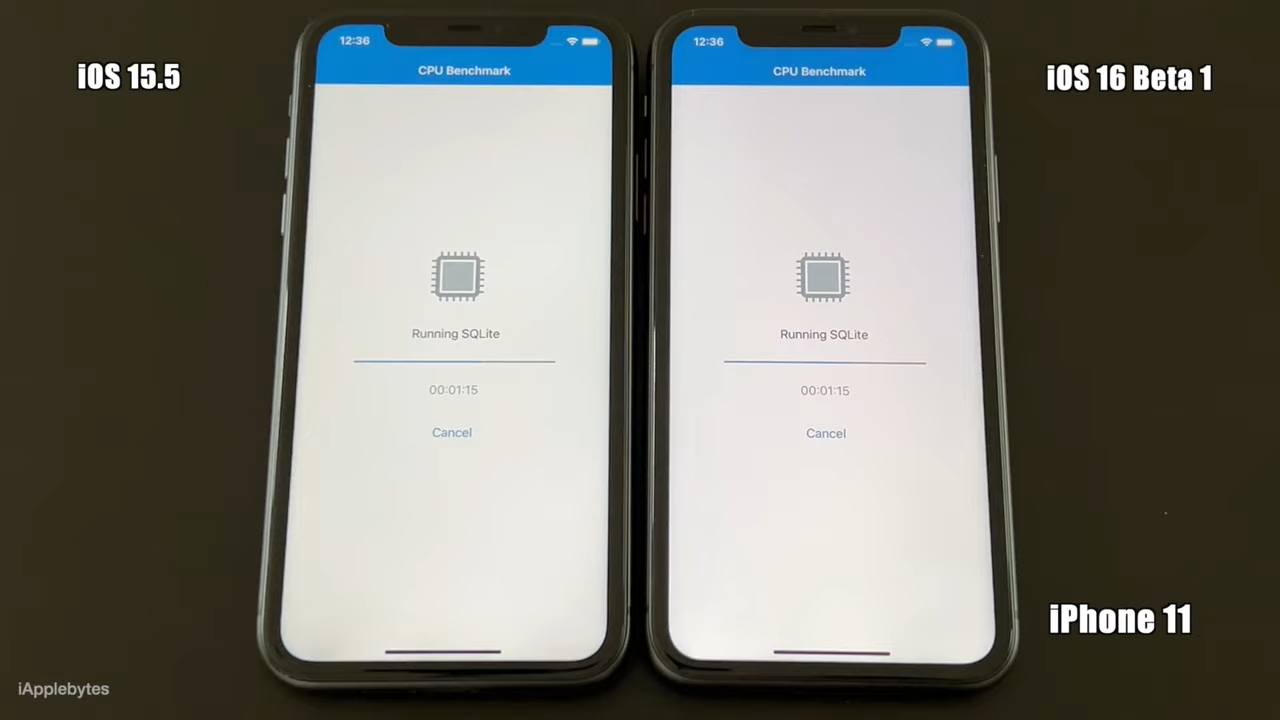 iOS 15.5
12:36
CPU Benchmark
Running SQLite
00:01:15
Cancel
12:36
CPU Benchmark
Running SQLite
00:01:15
Cancel
iOS 16 Beta 1
iPhone 11
iApplebytes